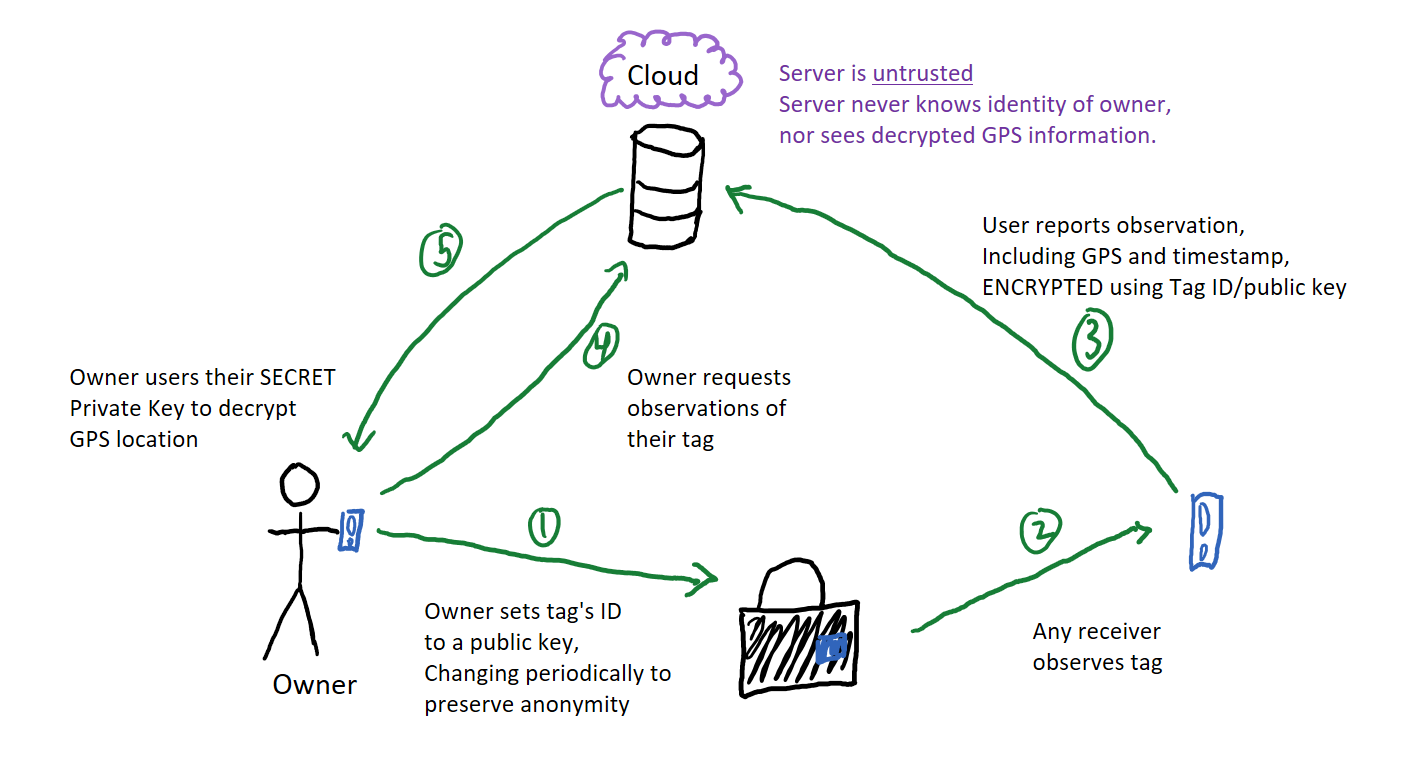 Cloud
Server is untrusted
Server never knows identity of owner,
nor sees decrypted GPS information.
User reports observation,
Including GPS and timestamp,
ENCRYPTED using Tag ID/public key
5
4
3
Owner users their SECRET
Private Key to decrypt
GPS location
Owner requests
observations of
their tag
1
2
Owner sets tag's ID
to a public key,
Changing periodically to
preserve anonymity
Any receiver
observes tag
Owner